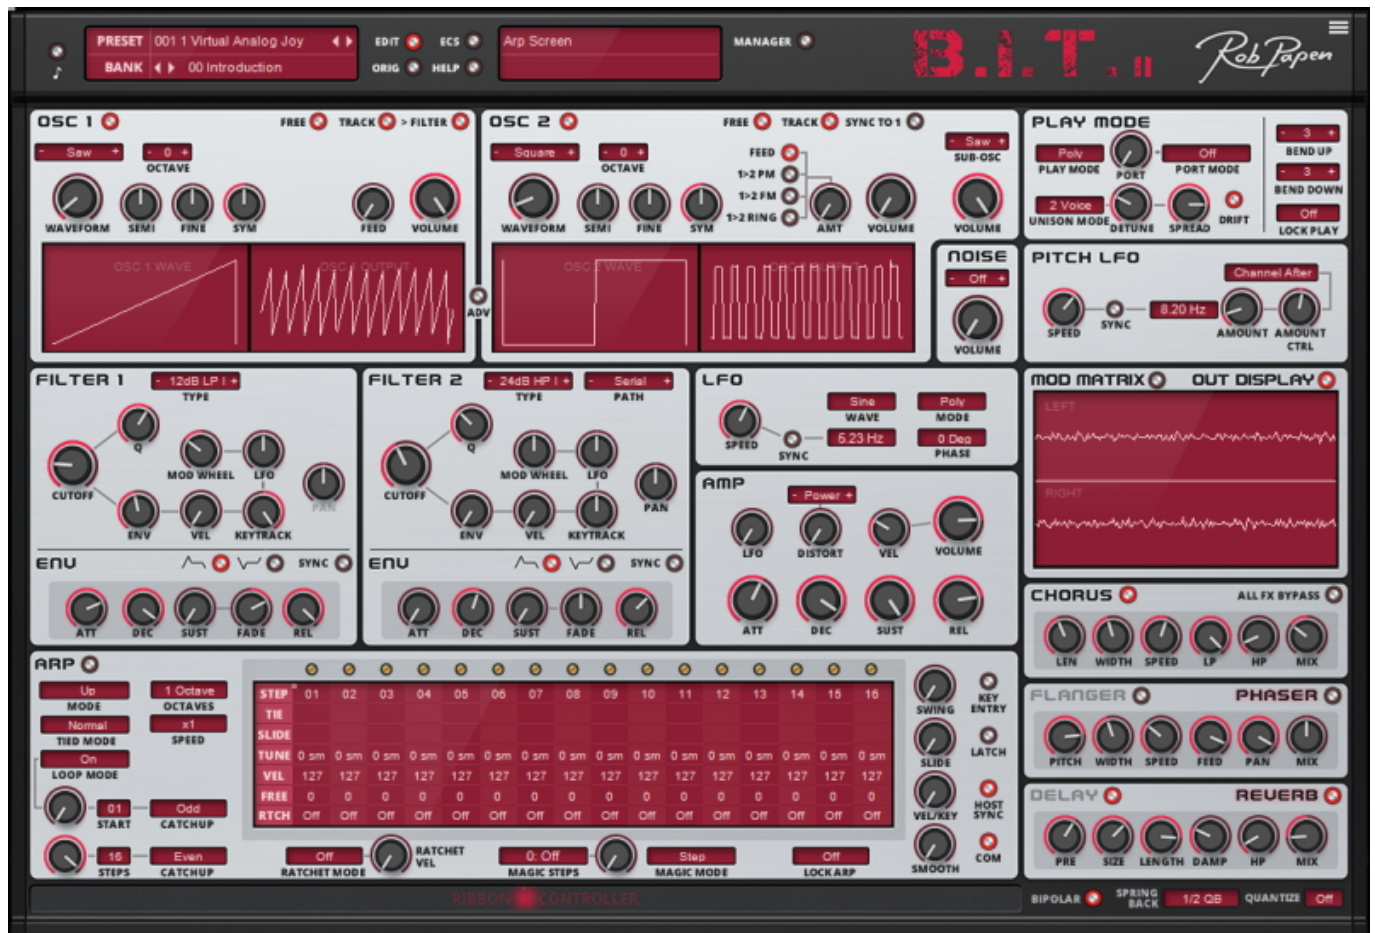 PRESET 001 1 Virtual Analog Joy
BANK 00 Introduction
EDIT ECS
ORIG HELP
Arp Screen
MANAGER
B.I.T. II
Rob Papen
OSC 1 FREE TRACK > FILTER
- Saw + - 0 +
OCTAVE
WAVEFORM SEMI FINE SYM FEED VOLUME
OSC 1 WAVE OSC 1 OUTPUT
ADV
OSC 2 FREE TRACK SYNC TO 1
- Square + - 0 +
OCTAVE
FEED
1>2 PM
1>2 FM
1>2 RING
- Saw +
SUB-OSC
WAVEFORM SEMI FINE SYM AMT VOLUME VOLUME
OSC 2 WAVE OSC 2 OUTPUT
NOISE
- Off +
VOLUME
PLAY MODE
Poly
PLAY MODE
PORT
Off
PORT MODE
2 Voice
UNISON MODE DETUNE SPREAD DRIFT
- 3 +
BEND UP
- 3 +
BEND DOWN
Off
LOCK PLAY
PITCH LFO
Channel After
SPEED SYNC 8.20 Hz AMOUNT AMOUNT CTRL
FILTER 1 - 12dB LP I +
TYPE
Q
MOD WHEEL LFO
CUTOFF PAN
ENV VEL KEYTRACK
ENV SYNC
ATT DEC SUST FADE REL
FILTER 2 - 24dB HP I + - Serial +
TYPE PATH
Q
MOD WHEEL LFO
CUTOFF PAN
ENV VEL KEYTRACK
ENV SYNC
ATT DEC SUST FADE REL
LFO
Sine Poly
WAVE MODE
SPEED SYNC 5.23 Hz 0 Deg
PHASE
AMP
- Power +
LFO DISTORT VEL VOLUME
ATT DEC SUST REL
MOD MATRIX OUT DISPLAY
LEFT
RIGHT
CHORUS ALL FX BYPASS
LEN WIDTH SPEED LP HP MIX
FLANGER PHASER
PITCH WIDTH SPEED FEED PAN MIX
DELAY REVERB
PRE SIZE LENGTH DAMP HP MIX
ARP
Up 1 Octave
MODE OCTAVES
Normal x1
TIED MODE SPEED
On
LOOP MODE
01 Odd
START CATCHUP
16 Even
STEPS CATCHUP
STEP 01 02 03 04 05 06 07 08 09 10 11 12 13 14 15 16
TIE
SLIDE
TUNE 0 sm 0 sm 0 sm 0 sm 0 sm 0 sm 0 sm 0 sm 0 sm 0 sm 0 sm 0 sm 0 sm 0 sm 0 sm 0 sm
VEL 127 127 127 127 127 127 127 127 127 127 127 127 127 127 127 127
FREE 0 0 0 0 0 0 0 0 0 0 0 0 0 0 0 0
RTCH Off Off Off Off Off Off Off Off Off Off Off Off Off Off Off Off
Off
RATCHET MODE
RATCHET VEL
0: Off
MAGIC STEPS
Step
MAGIC MODE
Off
LOCK ARP
SWING KEY ENTRY
SLIDE LATCH
VEL/KEY HOST SYNC
SMOOTH COM
RIBBON CONTROLLER
BIPOLAR SPRING BACK 1/2 QB QUANTIZE Off